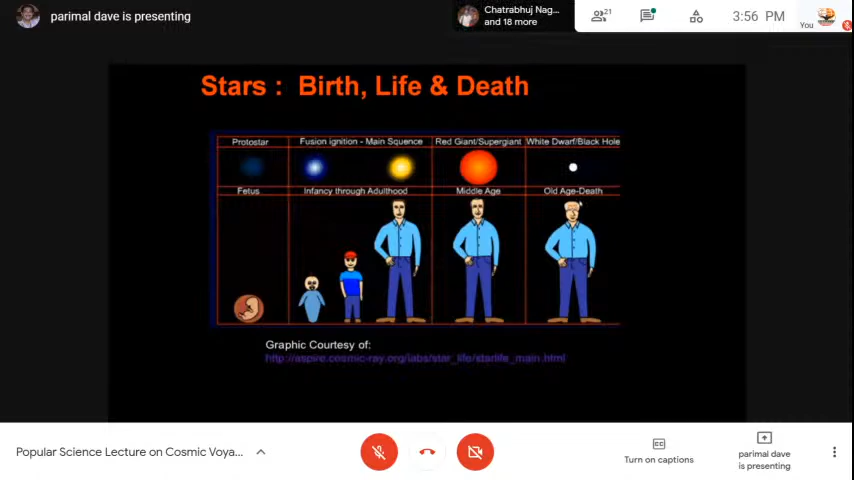 parimal dave is presenting
Chatrabhuj Nag...
and 18 more
21
3:56 PM
You
Stars : Birth, Life & Death
Protostar
Fusion ignition - Main Squence
Red Giant/Supergiant
White Dwarf/Black Hole
Fetus
Infancy through Adulthood
Middle Age
Old Age-Death
Graphic Courtesy of:
http://aspire.cosmic-ray.org/labs/star_life/starlife_main.html
Popular Science Lecture on Cosmic Voya...
CC
Turn on captions
parimal dave
is presenting